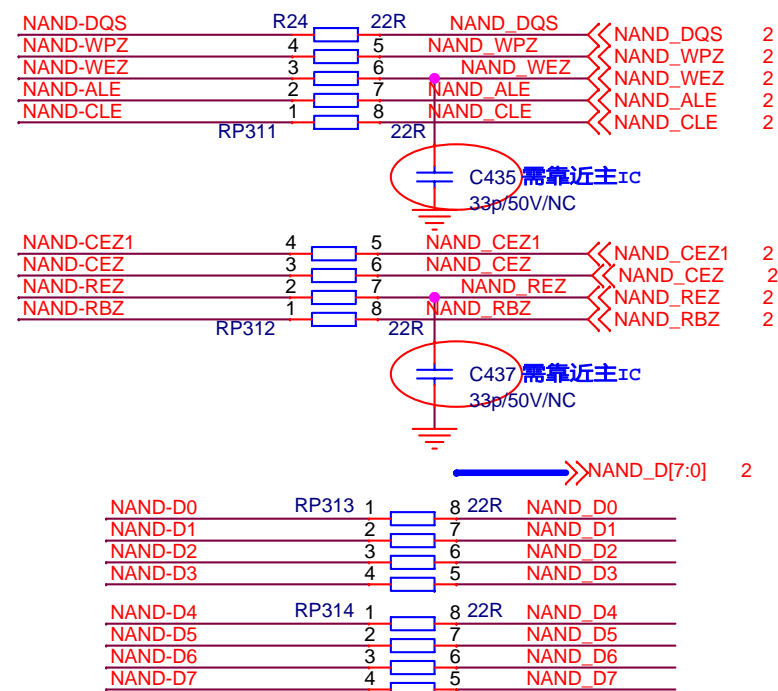 R24 22R NAND_DQS
NAND-DQS NAND_DQS 2
NAND-WPZ 4 5 NAND_WPZ NAND_WPZ 2
NAND-WEZ 3 6 NAND_WEZ NAND_WEZ 2
NAND-ALE 2 7 NAND_ALE NAND_ALE 2
NAND-CLE 1 8 NAND_CLE NAND_CLE 2
RP311 22R
C435 需靠近主IC
33p/50V/NC
NAND-CEZ1 4 5 NAND_CEZ1 NAND_CEZ1 2
NAND-CEZ 3 6 NAND_CEZ NAND_CEZ 2
NAND-REZ 2 7 NAND_REZ NAND_REZ 2
NAND-RBZ 1 8 NAND_RBZ NAND_RBZ 2
RP312 22R
C437 需靠近主IC
33p/50V/NC
NAND_D[7:0] 2
NAND-D0 RP313 1 8 22R NAND_D0
NAND-D1 2 7 NAND_D1
NAND-D2 3 6 NAND_D2
NAND-D3 4 5 NAND_D3
NAND-D4 RP314 1 8 22R NAND_D4
NAND-D5 2 7 NAND_D5
NAND-D6 3 6 NAND_D6
NAND-D7 4 5 NAND_D7